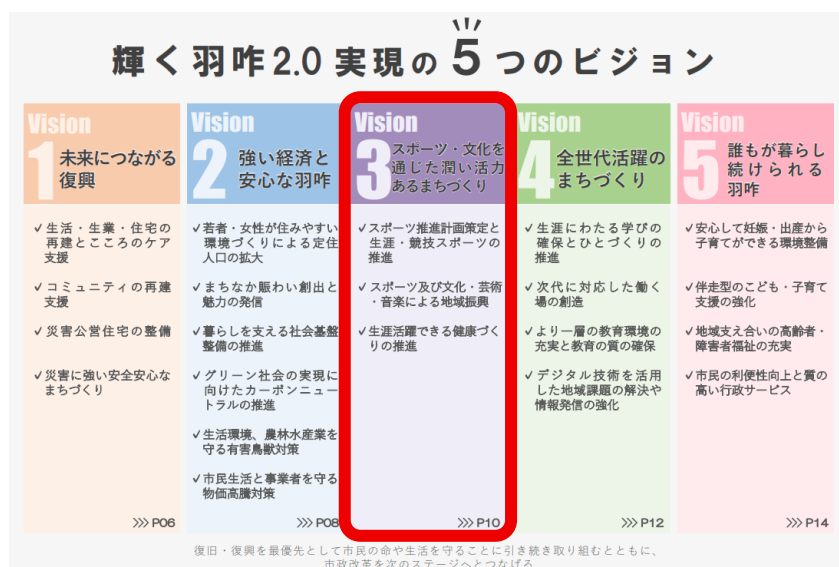 輝く羽咋2.0 実現の5つのビジョン
Vision
1 未来につながる
復興
✓生活・生業・住宅の
再建とこころのケア
支援
✓コミュニティの再建
支援
✓災害公営住宅の整備
✓災害に強い安全安心な
まちづくり
>>> P06
Vision
2 強い経済と
安心な羽咋
✓若者・女性が住みやすい
環境づくりによる定住
人口の拡大
✓まちなか賑わい創出と
魅力の発信
✓暮らしを支える社会基盤
整備の推進
✓グリーン社会の実現に
向けたカーボンニュー
トラルの推進
✓生活環境、農林水産業を
守る有害鳥獣対策
✓市民生活と事業者を守る
物価高騰対策
>>> P08
Vision
3 スポーツ・文化を
通じた潤い活力
あるまちづくり
✓スポーツ推進計画策定と
生涯・競技スポーツの
推進
✓スポーツ及び文化・芸術
・音楽による地域振興
✓生涯活躍できる健康づく
りの推進
>>> P10
Vision
4 全世代活躍の
まちづくり
✓生涯にわたる学びの
確保とひとづくりの
推進
✓次代に対応した働く
場の創造
✓より一層の教育環境の
充実と教育の質の確保
✓デジタル技術を活用
した地域課題の解決や
情報発信の強化
>>> P12
Vision
5 誰もが暮らし
続けられる
羽咋
✓安心して妊娠・出産から
子育てができる環境整備
✓伴走型のこども・子育て
支援の強化
✓地域支え合いの高齢者・
障害者福祉の充実
✓市民の利便性向上と質の
高い行政サービス
>>> P14
復旧・復興を最優先として市民の命や生活を守ることに引き続き取り組むとともに、
市政改革を次のステージへとつなげる